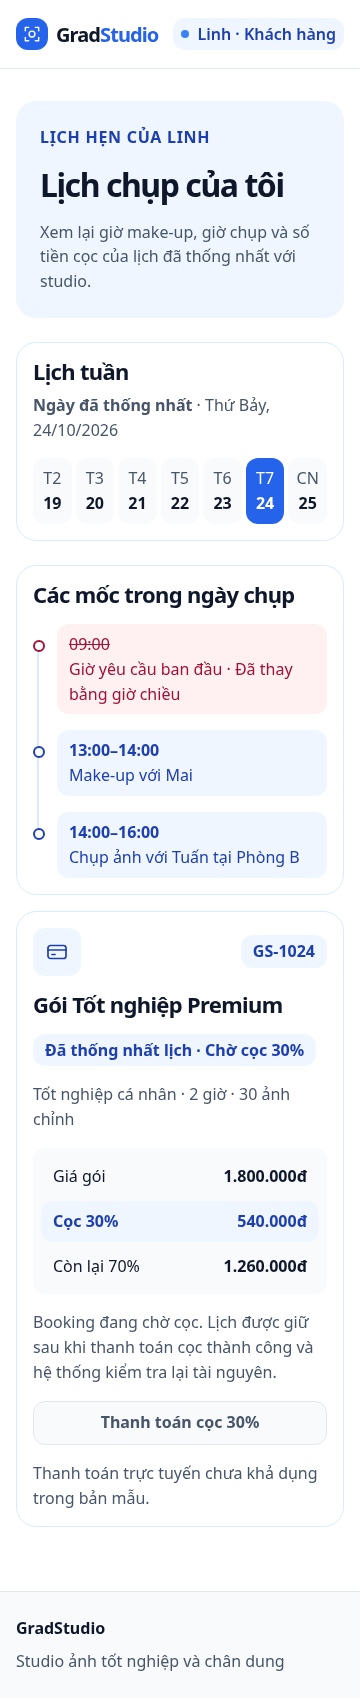 GradStudio
Linh · Khách hàng
LỊCH HẸN CỦA LINH
Lịch chụp của tôi
Xem lại giờ make-up, giờ chụp và số
tiền cọc của lịch đã thống nhất với
studio.
Lịch tuần
Ngày đã thống nhất · Thứ Bảy,
24/10/2026
T2 T3 T4 T5 T6 T7 CN
19 20 21 22 23 24 25
Các mốc trong ngày chụp
09:00
Giờ yêu cầu ban đầu · Đã thay
bằng giờ chiều
13:00–14:00
Make-up với Mai
14:00–16:00
Chụp ảnh với Tuấn tại Phòng B
GS-1024
Gói Tốt nghiệp Premium
Đã thống nhất lịch · Chờ cọc 30%
Tốt nghiệp cá nhân · 2 giờ · 30 ảnh
chỉnh
Giá gói 1.800.000đ
Cọc 30% 540.000đ
Còn lại 70% 1.260.000đ
Booking đang chờ cọc. Lịch được giữ
sau khi thanh toán cọc thành công và
hệ thống kiểm tra lại tài nguyên.
Thanh toán cọc 30%
Thanh toán trực tuyến chưa khả dụng
trong bản mẫu.
GradStudio
Studio ảnh tốt nghiệp và chân dung